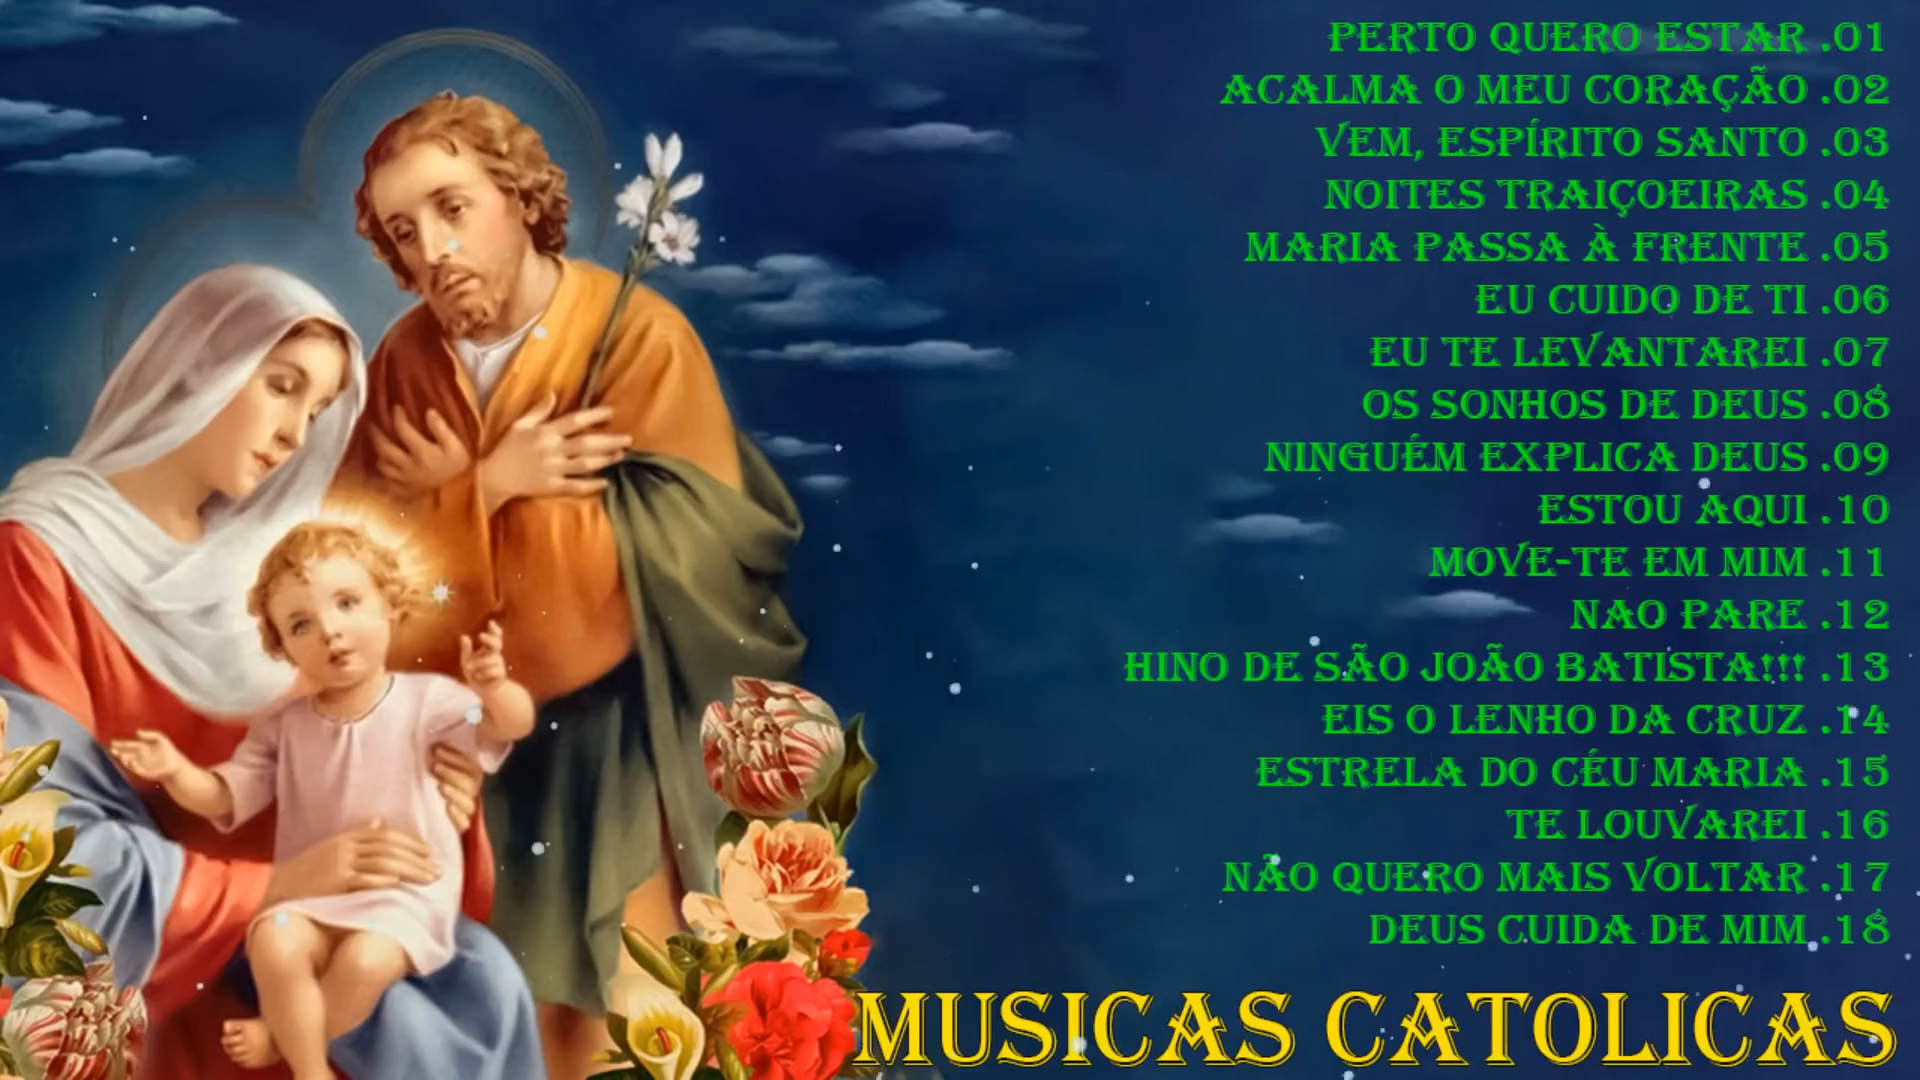 PERTO QUERO ESTAR .01
ACALMA O MEU CORAÇÃO .02
VEM, ESPÍRITO SANTO .03
NOITES TRAIÇOEIRAS .04
MARIA PASSA À FRENTE .05
EU CUIDO DE TI .06
EU TE LEVANTAREI .07
OS SONHOS DE DEUS .08
NINGUÉM EXPLICA DEUS .09
ESTOU AQUI .10
MOVE-TE EM MIM .11
NAO PARE .12
HINO DE SÃO JOÃO BATISTA!!! .13
EIS O LENHO DA CRUZ .14
ESTRELA DO CÉU MARIA .15
TE LOUVAREI .16
NÃO QUERO MAIS VOLTAR .17
DEUS CUIDA DE MIM .18
MUSICAS CATOLICAS